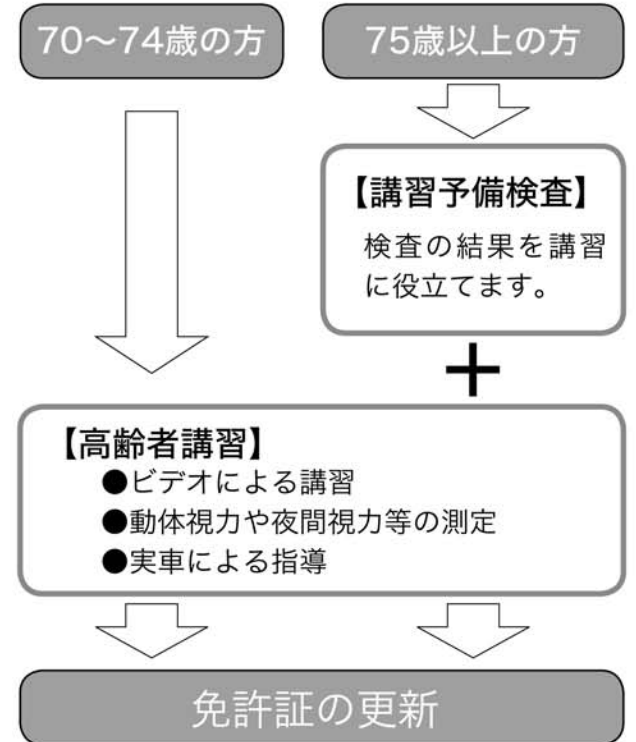 70〜74歳の方
75歳以上の方
【講習予備検査】
検査の結果を講習
に役立てます。
+
【高齢者講習】
●ビデオによる講習
●動体視力や夜間視力等の測定
●実車による指導
免許証の更新